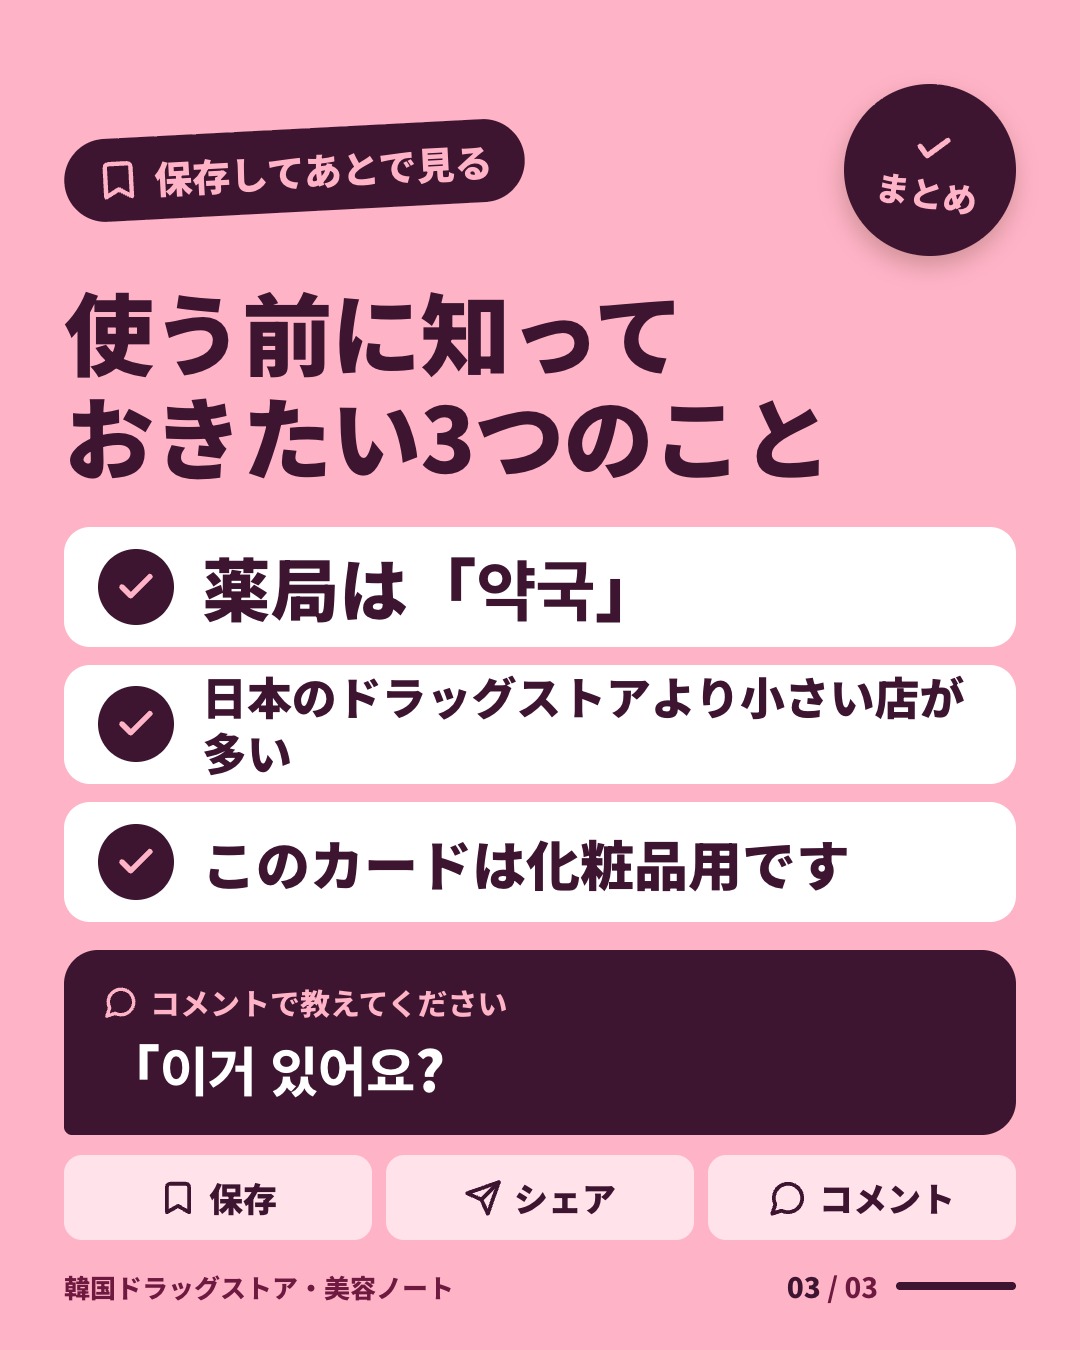 保存してあとで見る
まとめ
使う前に知って
おきたい3つのこと
薬局は「약국」
日本のドラッグストアより小さい店が
多い
このカードは化粧品用です
コメントで教えてください
「이거 있어요?
保存
シェア
コメント
韓国ドラッグストア・美容ノート
03 / 03